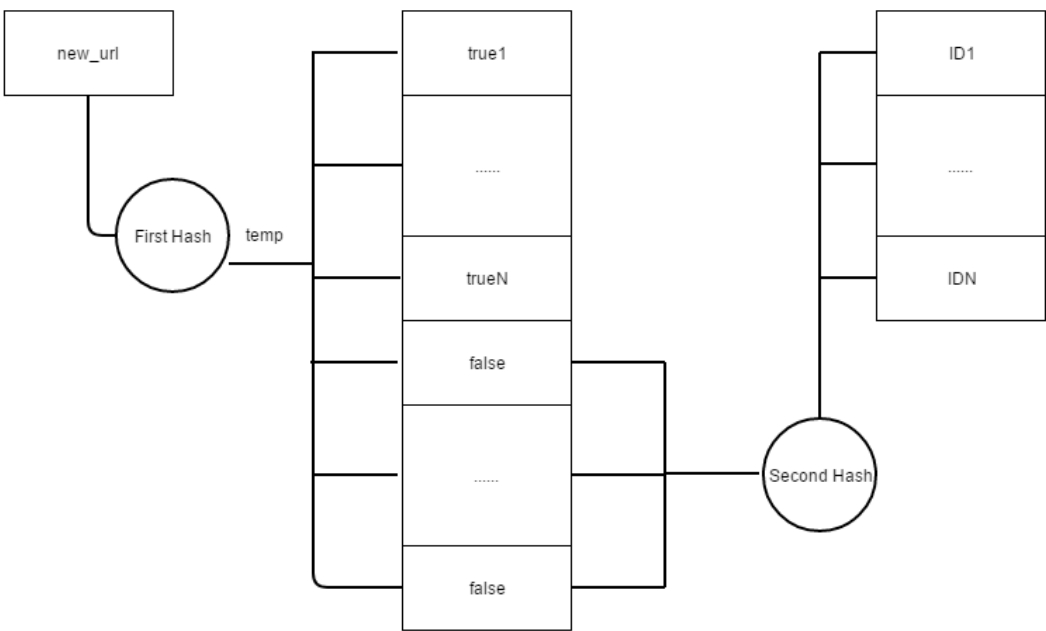 new_url
First Hash
temp
true1
......
trueN
false
......
false
Second Hash
ID1
......
IDN